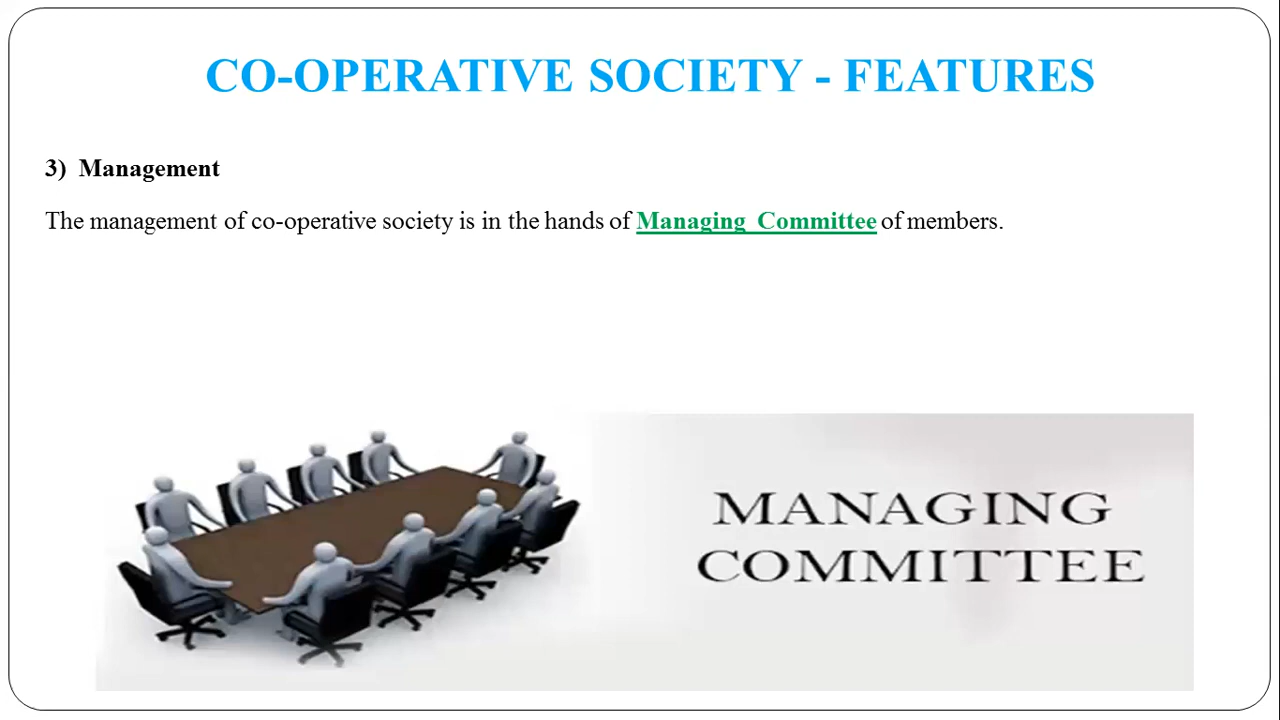 CO-OPERATIVE SOCIETY - FEATURES
3) Management
The management of co-operative society is in the hands of Managing Committee of members.
MANAGING
COMMITTEE